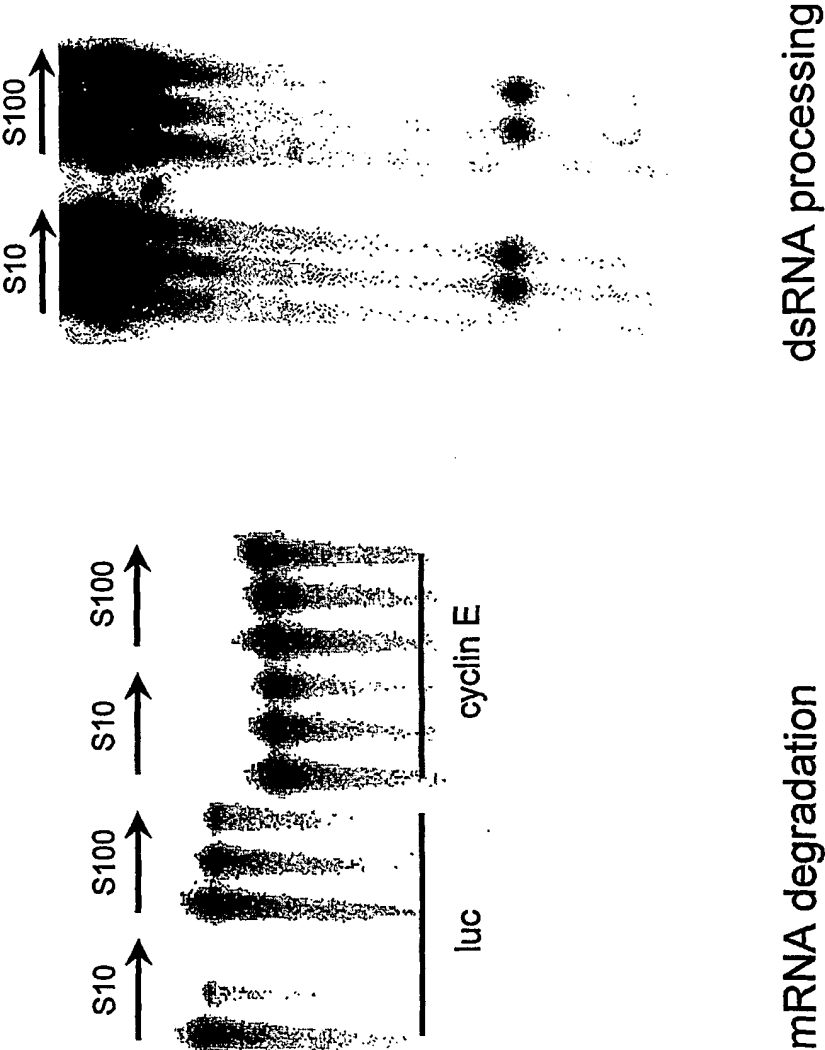 S10 S100 S10 S100
luc cyclin E
mRNA degradation
S10 S100
dsRNA processing